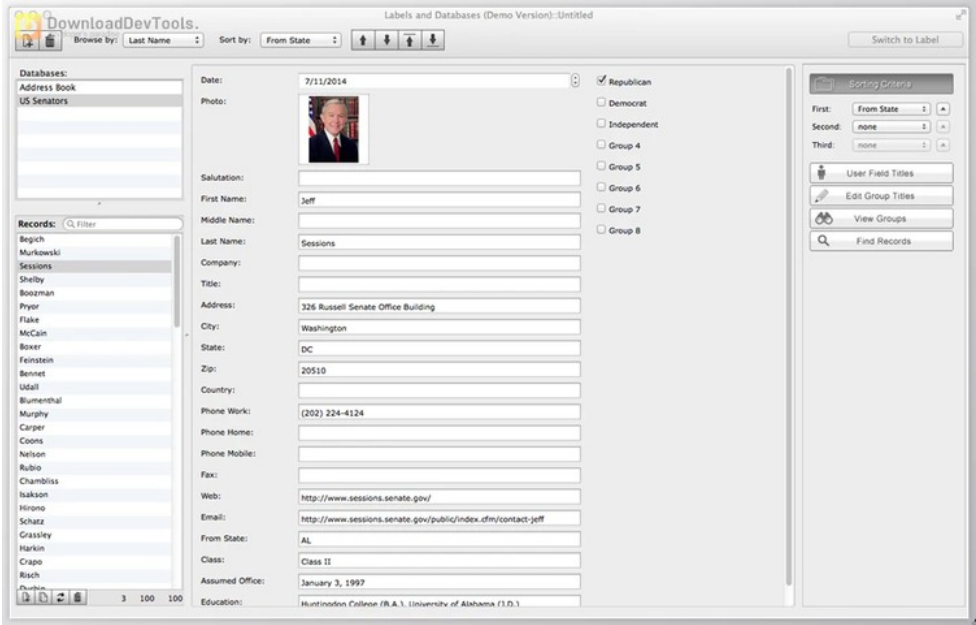 Labels and Databases (Demo Version)::Untitled
DownloadDevTools.
Browse by: Last Name Sort by: From State Switch to Label
Databases:
Address Book
US Senators
Records: Filter
Begich
Murkowski
Sessions
Shelby
Boozman
Pryor
Flake
McCain
Boxer
Feinstein
Bennet
Udall
Blumenthal
Murphy
Carper
Coons
Nelson
Rubio
Chambliss
Isakson
Hirono
Schatz
Grassley
Harkin
Crapo
Risch
Durbin
3 100 100
Date: 7/11/2014
Photo:
Salutation:
First Name: Jeff
Middle Name:
Last Name: Sessions
Company:
Title:
Address: 326 Russell Senate Office Building
City: Washington
State: DC
Zip: 20510
Country:
Phone Work: (202) 224-4124
Phone Home:
Phone Mobile:
Fax:
Web: http://www.sessions.senate.gov/
Email: http://www.sessions.senate.gov/public/index.cfm/contact-jeff
From State: AL
Class: Class II
Assumed Office: January 3, 1997
Education: Huntingdon College (B.A.), University of Alabama (J.D.)
Republican
Democrat
Independent
Group 4
Group 5
Group 6
Group 7
Group 8
Sorting Criteria
First: From State
Second: none
Third: none
User Field Titles
Edit Group Titles
View Groups
Find Records